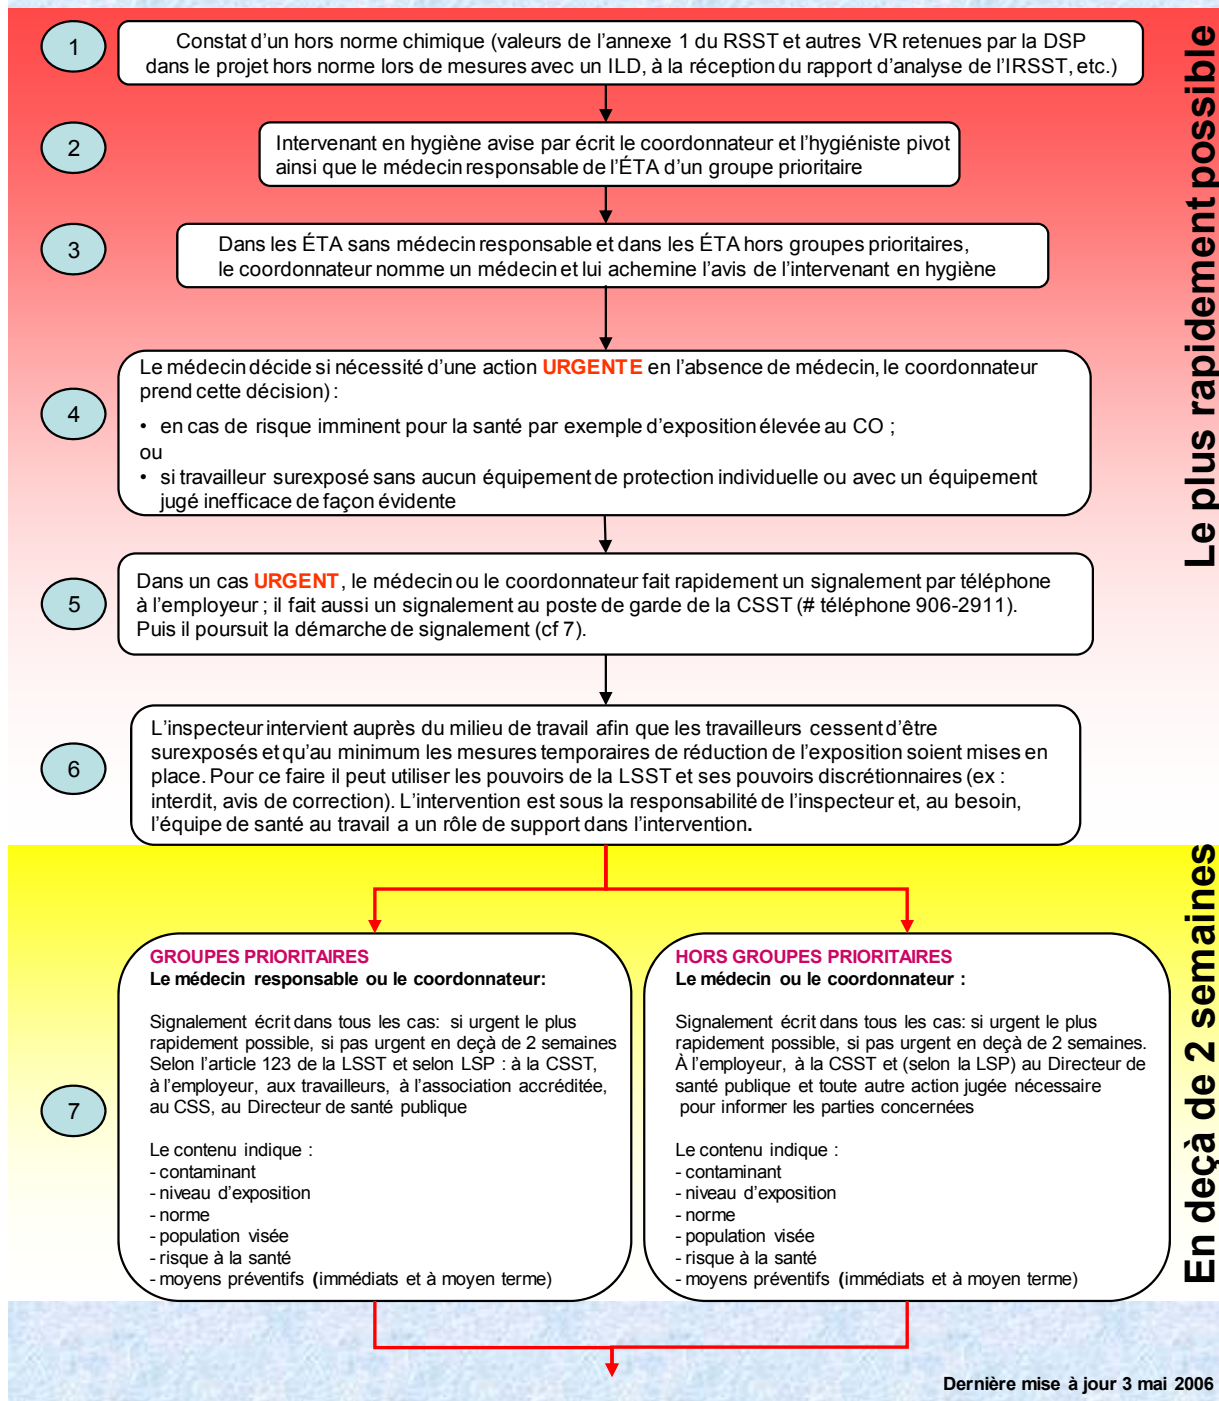 1
Constat d'un hors norme chimique (valeurs de l'annexe 1 du RSST et autres VR retenues par la DSP
dans le projet hors norme lors de mesures avec un ILD, à la réception du rapport d'analyse de l'IRSST, etc.)
2
Intervenant en hygiène avise par écrit le coordonnateur et l'hygiéniste pivot
ainsi que le médecin responsable de l'ÉTA d'un groupe prioritaire
3
Dans les ÉTA sans médecin responsable et dans les ÉTA hors groupes prioritaires,
le coordonnateur nomme un médecin et lui achemine l'avis de l'intervenant en hygiène
Le plus rapidement possible
4
Le médecin décide si nécessité d'une action URGENTE en l'absence de médecin, le coordonnateur
prend cette décision) :
• en cas de risque imminent pour la santé par exemple d'exposition élevée au CO ;
ou
• si travailleur surexposé sans aucun équipement de protection individuelle ou avec un équipement
jugé inefficace de façon évidente
5
Dans un cas URGENT, le médecin ou le coordonnateur fait rapidement un signalement par téléphone
à l'employeur ; il fait aussi un signalement au poste de garde de la CSST (# téléphone 906-2911).
Puis il poursuit la démarche de signalement (cf 7).
6
L'inspecteur intervient auprès du milieu de travail afin que les travailleurs cessent d'être
surexposés et qu'au minimum les mesures temporaires de réduction de l'exposition soient mises en
place. Pour ce faire il peut utiliser les pouvoirs de la LSST et ses pouvoirs discrétionnaires (ex :
interdit, avis de correction). L'intervention est sous la responsabilité de l'inspecteur et, au besoin,
l'équipe de santé au travail a un rôle de support dans l'intervention.
7
GROUPES PRIORITAIRES
Le médecin responsable ou le coordonnateur:
Signalement écrit dans tous les cas: si urgent le plus
rapidement possible, si pas urgent en deçà de 2 semaines
Selon l'article 123 de la LSST et selon LSP : à la CSST,
à l'employeur, aux travailleurs, à l'association accréditée,
au CSS, au Directeur de santé publique
Le contenu indique :
- contaminant
- niveau d'exposition
- norme
- population visée
- risque à la santé
- moyens préventifs (immédiats et à moyen terme)
HORS GROUPES PRIORITAIRES
Le médecin ou le coordonnateur :
Signalement écrit dans tous les cas: si urgent le plus
rapidement possible, si pas urgent en deçà de 2 semaines.
À l'employeur, à la CSST et (selon la LSP) au Directeur de
santé publique et toute autre action jugée nécessaire
pour informer les parties concernées
Le contenu indique :
- contaminant
- niveau d'exposition
- norme
- population visée
- risque à la santé
- moyens préventifs (immédiats et à moyen terme)
En deçà de 2 semaines
Dernière mise à jour 3 mai 2006